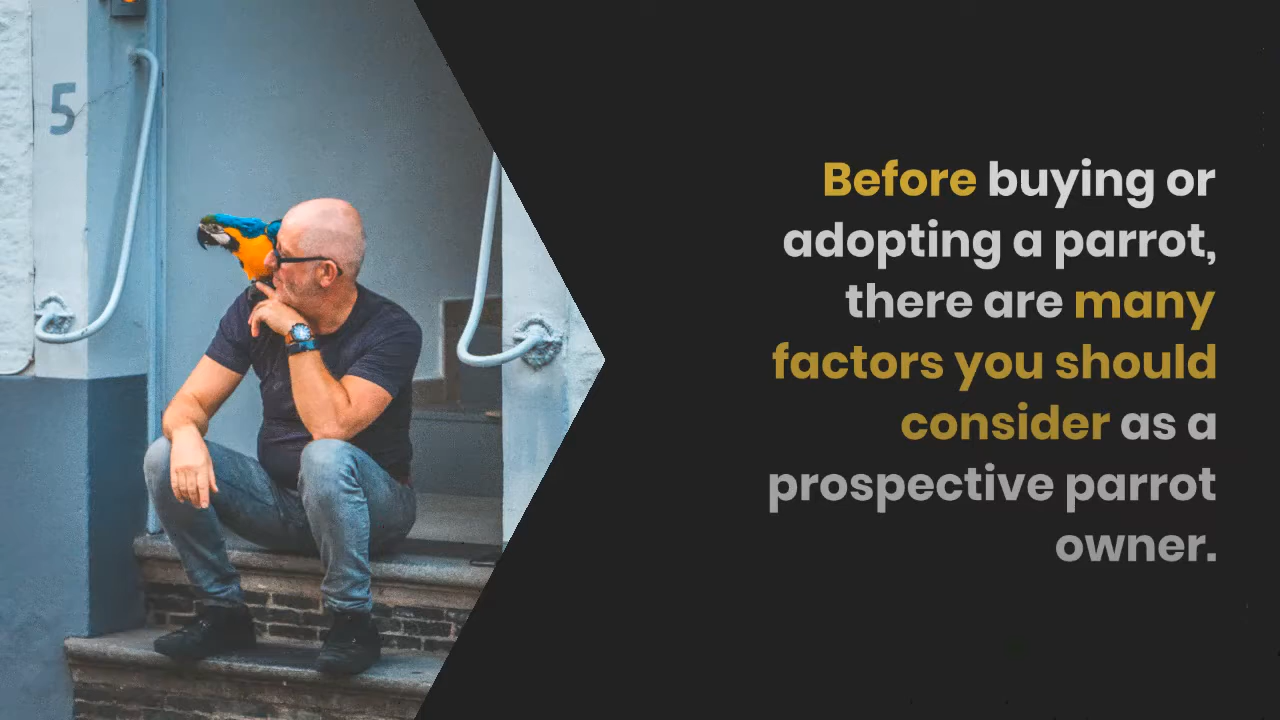 5
Before buying or
adopting a parrot,
there are many
factors you should
consider as a
prospective parrot
owner.